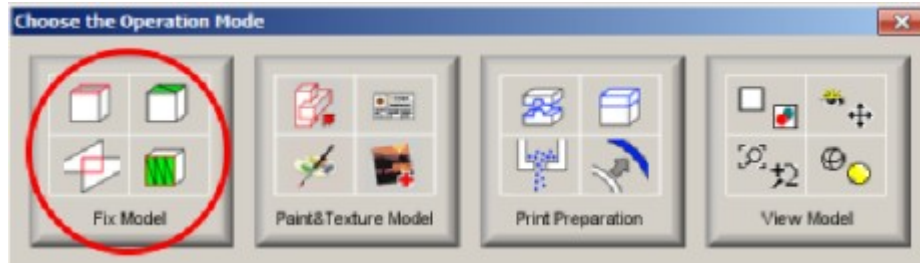 Choose the Operation Mode
Fix Model
Paint&Texture Model
Print Preparation
View Model